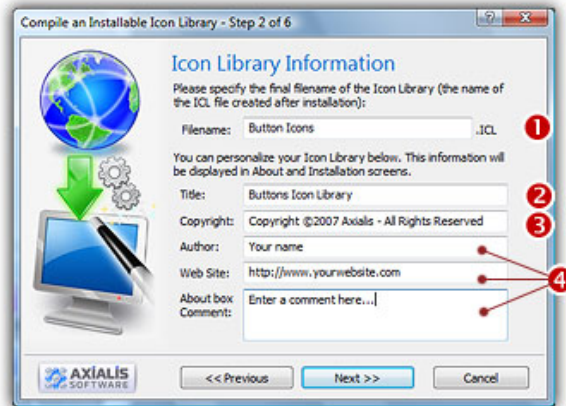 Compile an Installable Icon Library - Step 2 of 6
Icon Library Information
Please specify the final filename of the Icon Library (the name of
the ICL file created after installation):
Filename: Button Icons .ICL 1
You can personalize your Icon Library below. This information will
be displayed in About and Installation screens.
Title: Buttons Icon Library 2
Copyright: Copyright ©2007 Axialis - All Rights Reserved 3
Author: Your name
Web Site: http://www.yourwebsite.com 4
About box Enter a comment here...
Comment:
AXIALIS
SOFTWARE
<< Previous Next >> Cancel